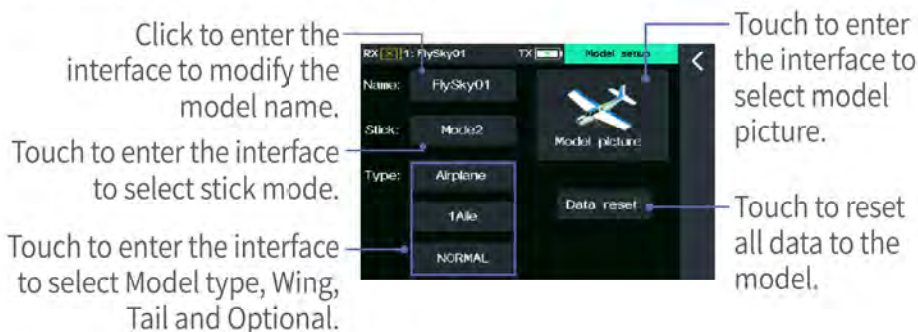 Click to enter the
interface to modify the
model name.
Touch to enter the interface
to select stick mode.
Touch to enter the interface
to select Model type, Wing,
Tail and Optional.
RX 1: FlySky01 TX Model setup
Name: FlySky01
Stick: Mode2
Type: Airplane
1Aile
NORMAL
Model picture
Data reset
Touch to enter
the interface to
select model
picture.
Touch to reset
all data to the
model.